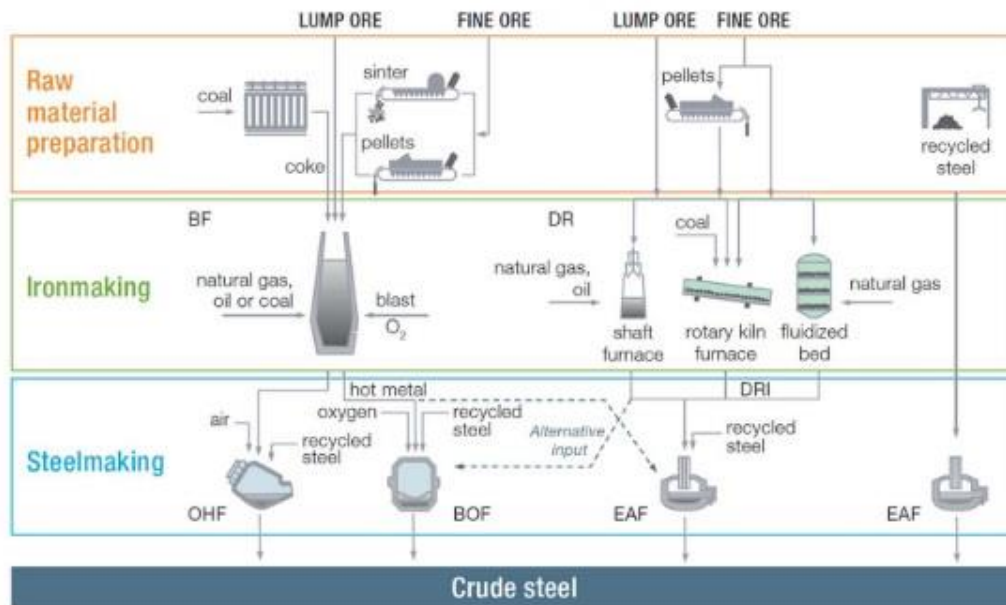 LUMP ORE
FINE ORE
LUMP ORE
FINE ORE
Raw
material
preparation
coal
coke
sinter
pellets
pellets
recycled
steel
Ironmaking
BF
natural gas,
oil or coal
blast
O₂
DR
natural gas,
oil
coal
natural gas
shaft
furnace
rotary kiln
furnace
fluidized
bed
Steelmaking
hot metal
air
recycled
steel
oxygen
recycled
steel
Alternative
input
DRI
recycled
steel
OHF
BOF
EAF
EAF
Crude steel